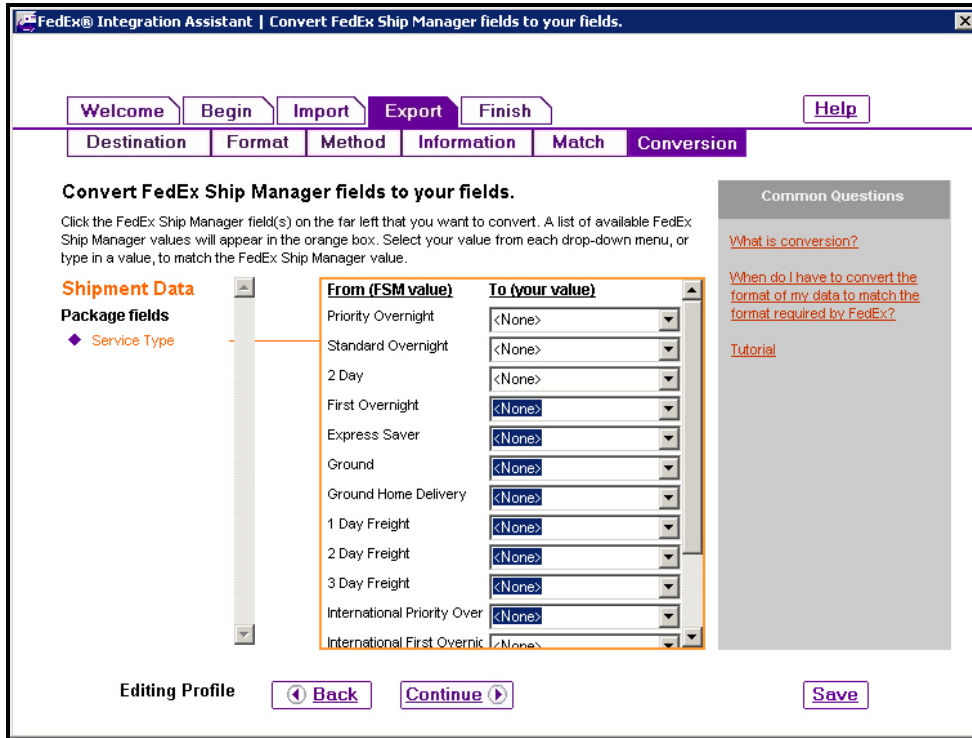 FedEx® Integration Assistant | Convert FedEx Ship Manager fields to your fields.
Welcome Begin Import Export Finish Help
Destination Format Method Information Match Conversion
Convert FedEx Ship Manager fields to your fields.
Click the FedEx Ship Manager field(s) on the far left that you want to convert. A list of available FedEx
Ship Manager values will appear in the orange box. Select your value from each drop-down menu, or
type in a value, to match the FedEx Ship Manager value.
Shipment Data
Package fields
Service Type
From (FSM value) To (your value)
Priority Overnight <None>
Standard Overnight <None>
2 Day <None>
First Overnight <None>
Express Saver <None>
Ground <None>
Ground Home Delivery <None>
1 Day Freight <None>
2 Day Freight <None>
3 Day Freight <None>
International Priority Over <None>
International First Overnic <None>
Common Questions
What is conversion?
When do I have to convert the
format of my data to match the
format required by FedEx?
Tutorial
Editing Profile Back Continue Save